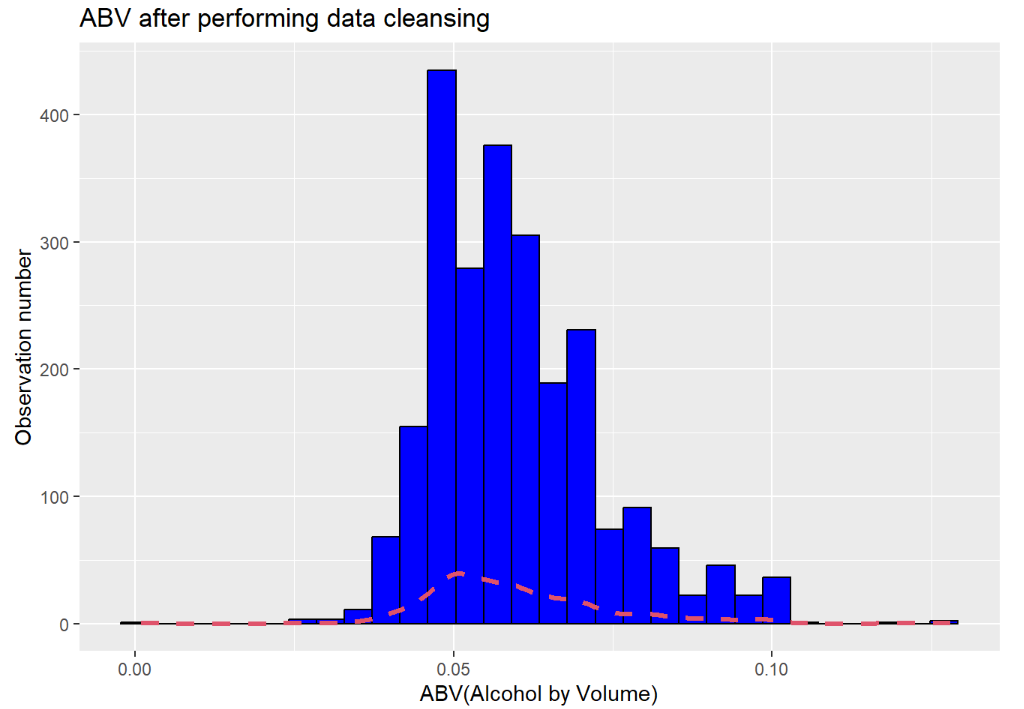 ABV after performing data cleansing
Observation number
400
300
200
100
0
0.00
0.05
0.10
ABV(Alcohol by Volume)